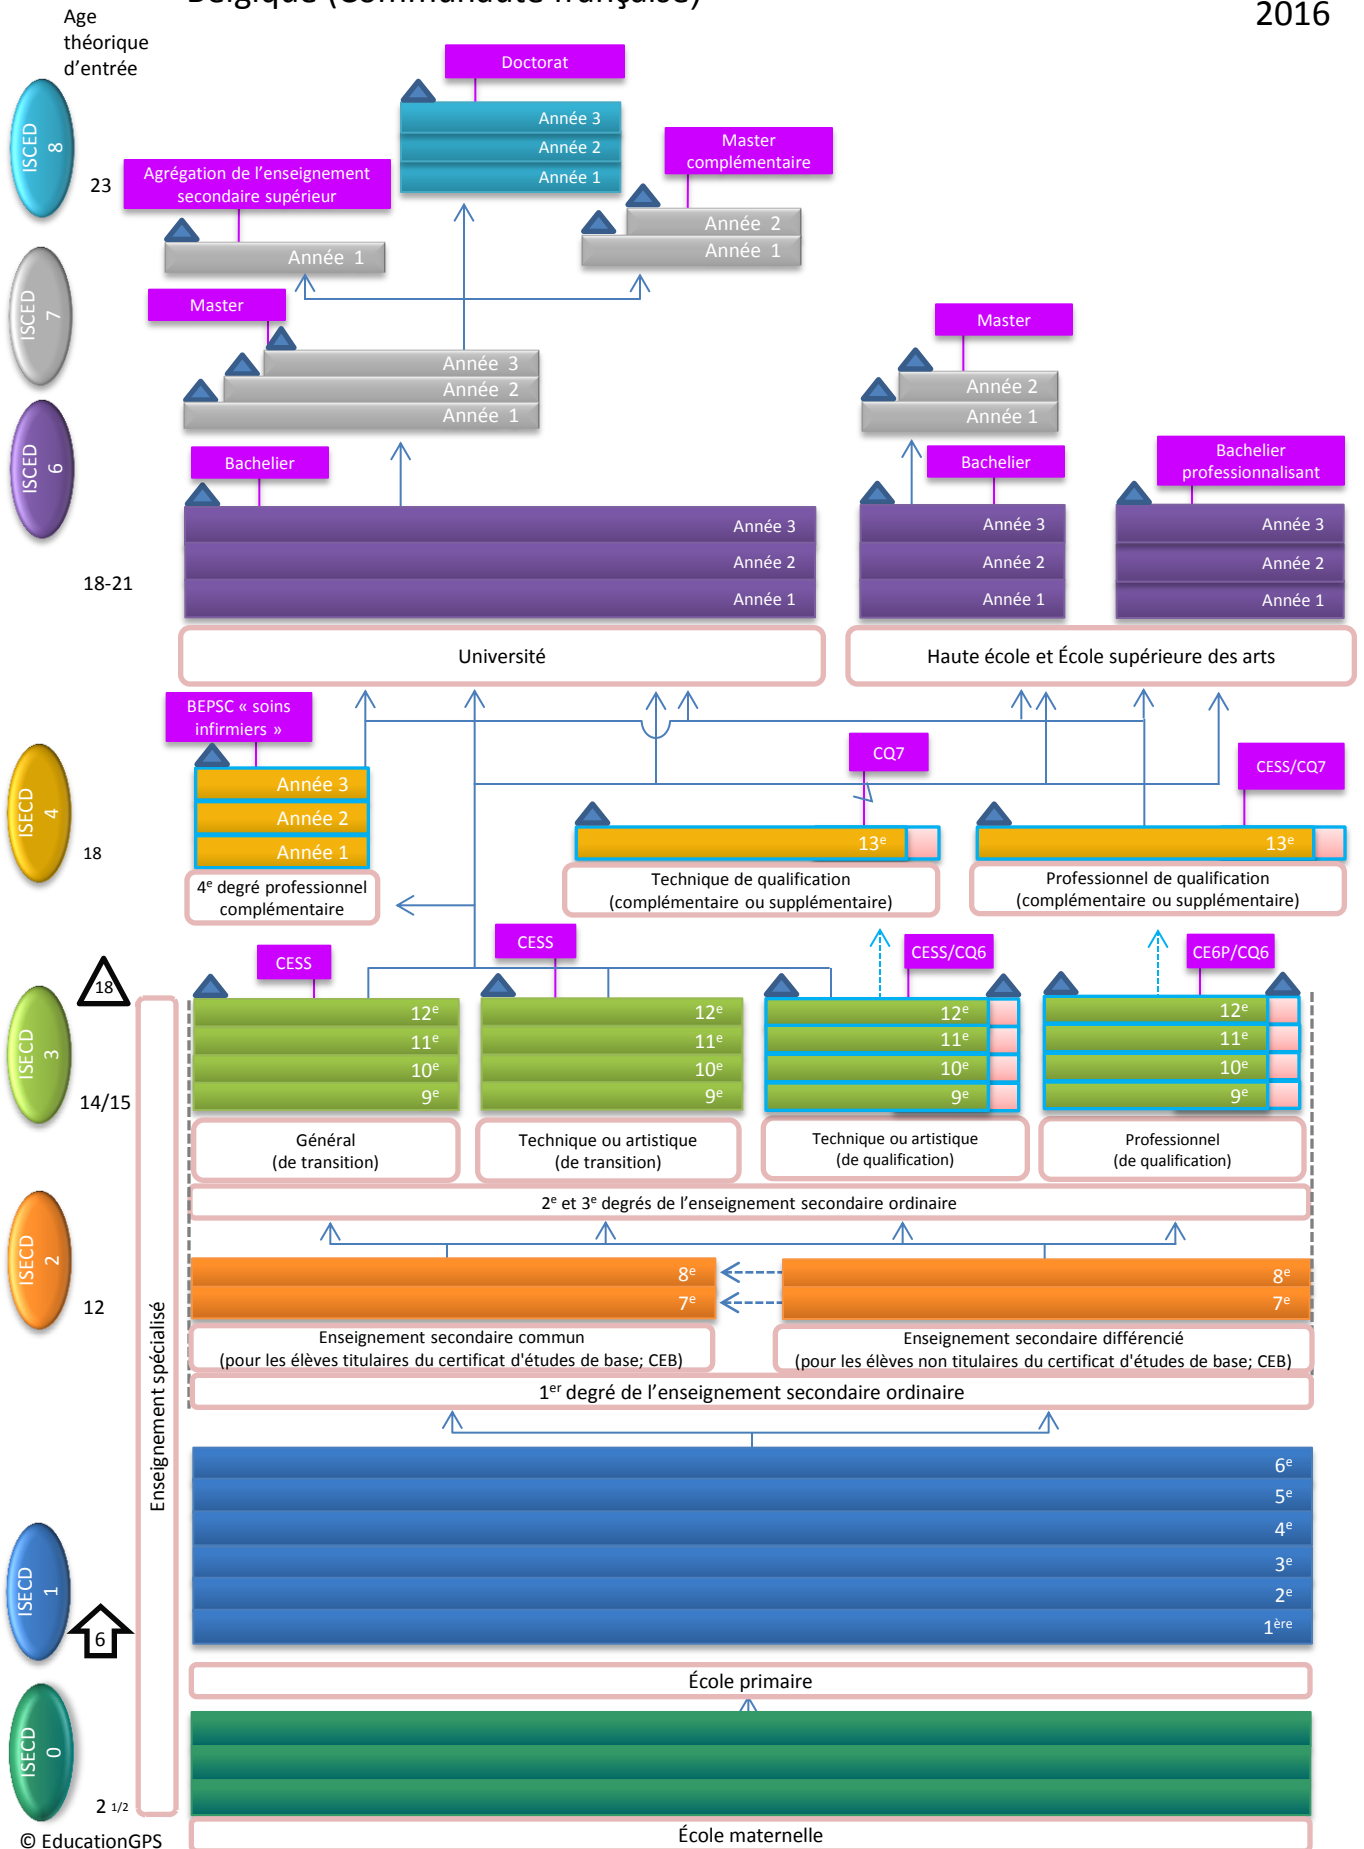 Belgique (Communauté française)
2016
Age
théorique
d'entrée
Doctorat
ISCED
8
Année 3
Année 2
Année 1
Master
complémentaire
23
Agrégation de l'enseignement
secondaire supérieur
Année 2
Année 1
Année 1
ISCED
7
Master
Master
Année 3
Année 2
Année 1
Année 2
Année 1
ISCED
6
Bachelier
Bachelier
Bachelier
professionnalisant
Année 3
Année 2
Année 1
Année 3
Année 2
Année 1
Année 3
Année 2
Année 1
18-21
Université
Haute école et École supérieure des arts
BEPSC « soins
infirmiers »
CQ7
CESS/CQ7
ISECD
4
Année 3
Année 2
Année 1
18
13e
13e
4e degré professionnel
complémentaire
Technique de qualification
(complémentaire ou supplémentaire)
Professionnel de qualification
(complémentaire ou supplémentaire)
CESS
CESS
CESS/CQ6
CE6P/CQ6
18
ISECD
3
12e
11e
10e
9e
12e
11e
10e
9e
12e
11e
10e
9e
12e
11e
10e
9e
14/15
Général
(de transition)
Technique ou artistique
(de transition)
Technique ou artistique
(de qualification)
Professionnel
(de qualification)
2e et 3e degrés de l'enseignement secondaire ordinaire
ISECD
2
8e
7e
8e
7e
12
Enseignement secondaire commun
(pour les élèves titulaires du certificat d'études de base; CEB)
Enseignement secondaire différencié
(pour les élèves non titulaires du certificat d'études de base; CEB)
1er degré de l'enseignement secondaire ordinaire
Enseignement spécialisé
6e
5e
4e
3e
2e
1ère
ISECD
1
6
École primaire
ISECD
0
2 1/2
École maternelle
© EducationGPS